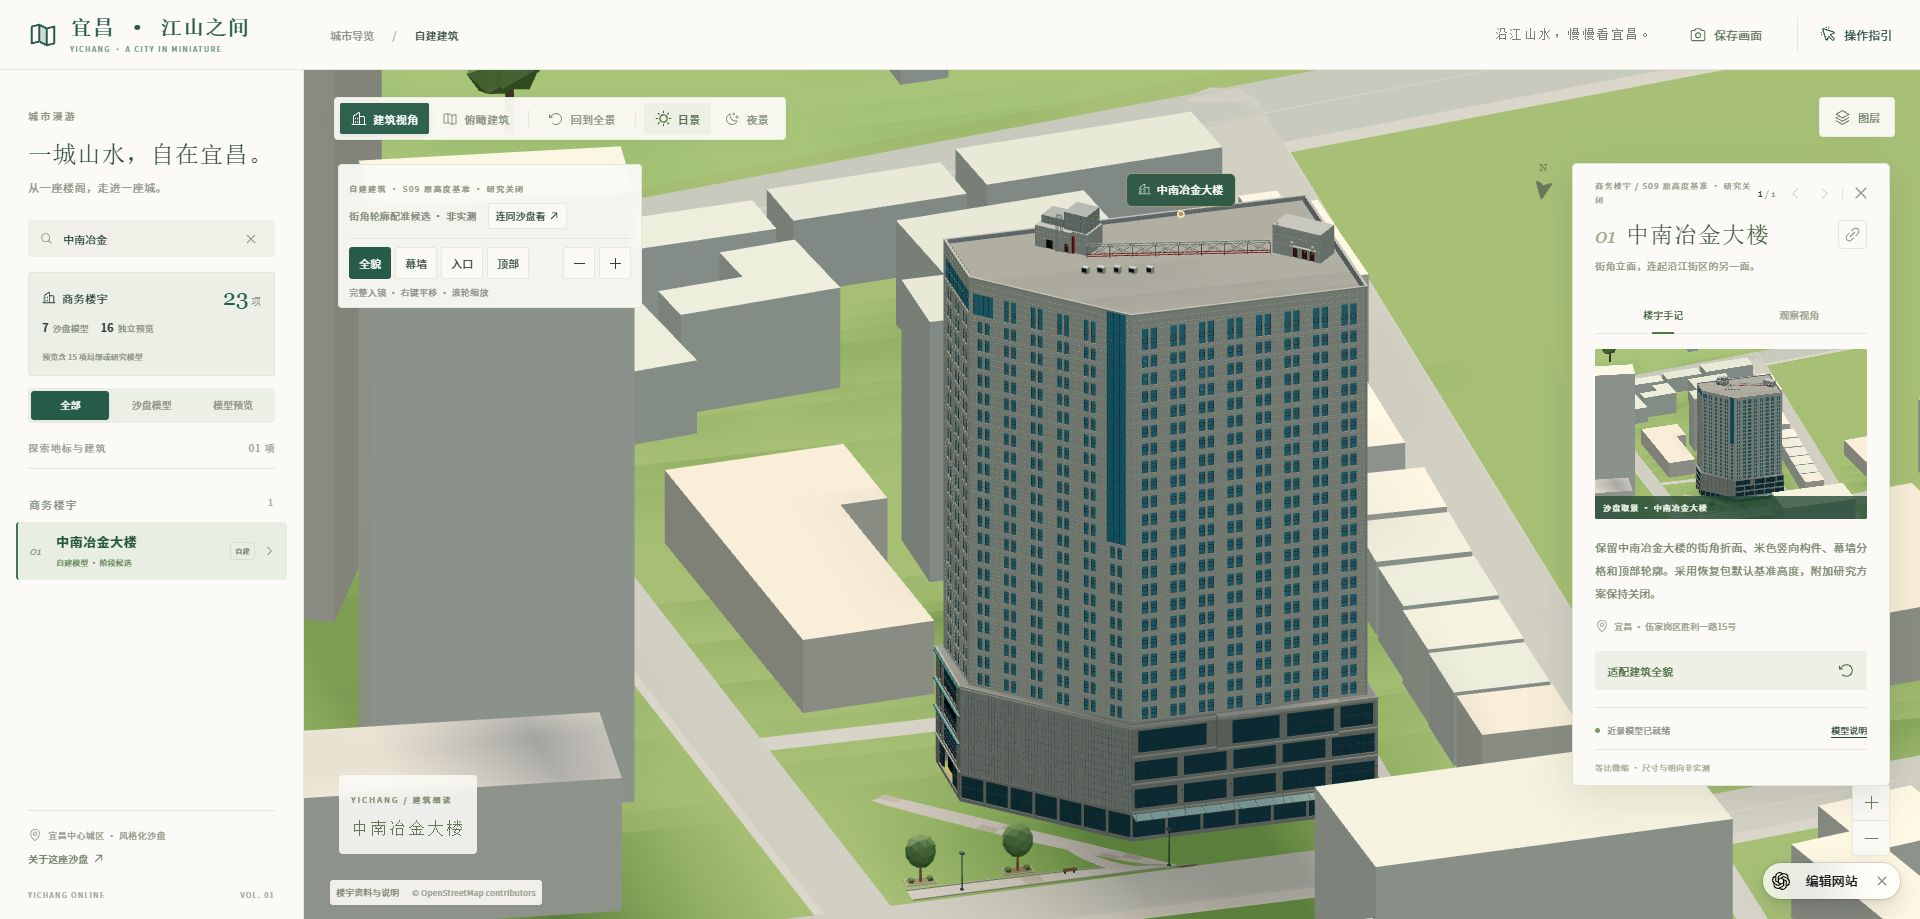 宜昌 • 江山之间
YICHANG • A CITY IN MINIATURE
城市导览 / 自建建筑
沿江山水，慢慢看宜昌。
保存画面
操作指引
城市漫游
一城山水，自在宜昌。
从一座楼阁，走进一座城。
中南冶金
商务楼宇
23 项
7 沙盘模型 16 独立预览
预览含 15 项局部或研究模型
全部 沙盘模型 模型预览
探索地标与建筑 01 项
商务楼宇 1
01 中南冶金大楼 自建
自建模型 • 阶段候选
宜昌中心城区 • 风格化沙盘
关于这座沙盘
YICHANG ONLINE VOL. 01
建筑视角 俯瞰建筑 回到全景 日景 夜景
自建建筑 • S09 原高度基准 • 研究关闭
街角轮廓配准候选 • 非实测 连同沙盘看
全貌 幕墙 入口 顶部
完整入镜 • 右键平移 • 滚轮缩放
中南冶金大楼
N
图层
商务楼宇 / S09 原高度基准 • 研究关
闭
1 / 1
01 中南冶金大楼
街角立面，连起沿江街区的另一面。
楼宇手记 观察视角
沙盘取景 • 中南冶金大楼
保留中南冶金大楼的街角折面、米色竖向构件、幕墙分
格和顶部轮廓。采用恢复包默认基准高度，附加研究方
案保持关闭。
宜昌 • 伍家岗区胜利一路15号
适配建筑全貌
近景模型已就绪 模型说明
等比微缩 • 尺寸与朝向非实测
YICHANG / 建筑细读
中南冶金大楼
楼宇资料与说明 © OpenStreetMap contributors
编辑网站